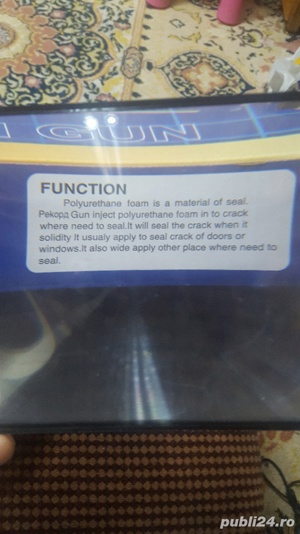 GUN
FUNCTION
Polyurethane foam is a material of seal.
Рекорд Gun inject polyurethane foam in to crack
where need to seal.It will seal the crack when it
solidity It usualy apply to seal crack of doors or
windows.It also wide apply other place where need to
seal.
publi24.ro